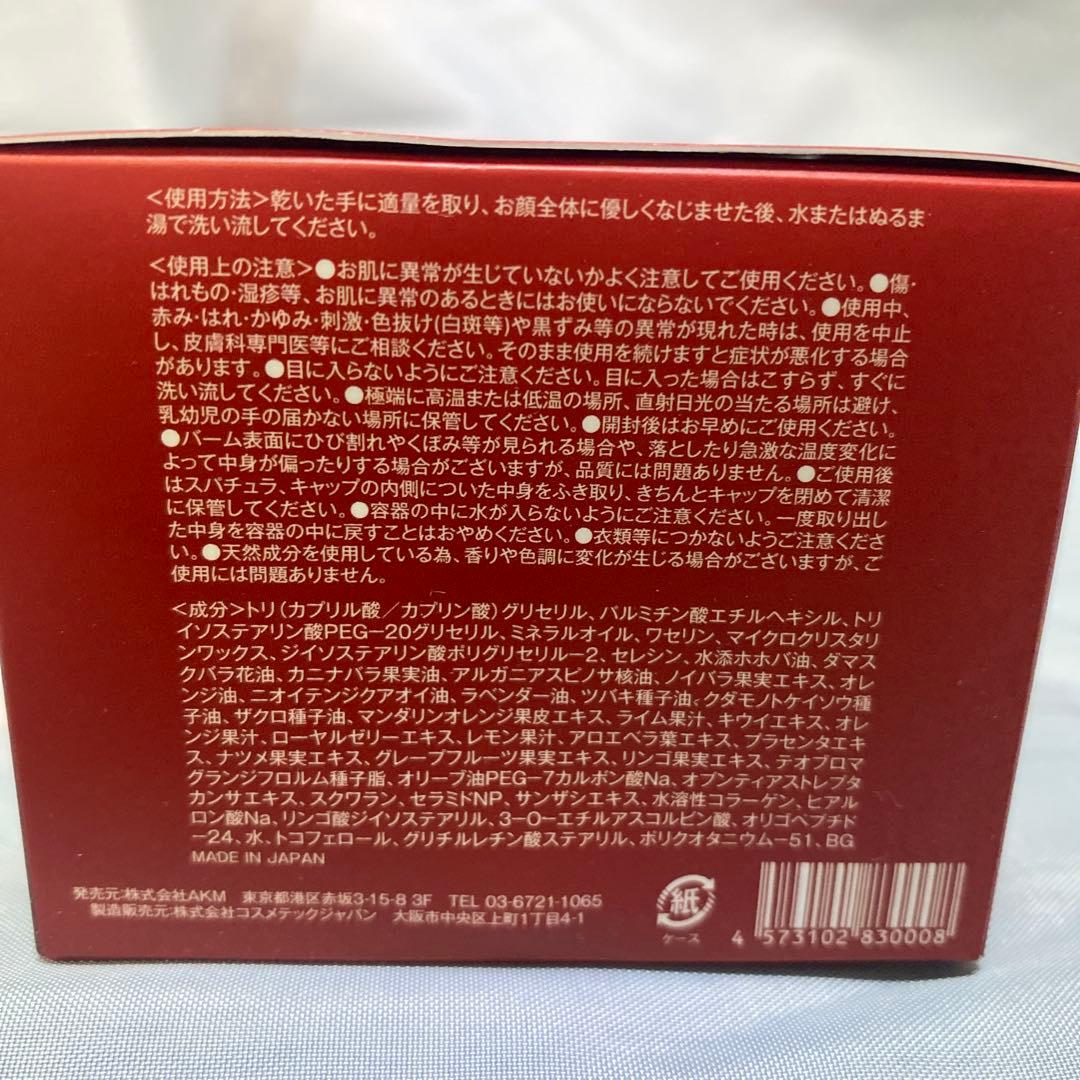 <使用方法>乾いた手に適量を取り、お顔全体に優しくなじませた後、水またはぬるま
湯で洗い流してください。
<使用上の注意>●お肌に異常が生じていないかよく注意してご使用ください。●傷・
はれもの・湿疹等、お肌に異常のあるときにはお使いにならないでください。●使用中、
赤み・はれ・かゆみ・刺激・色抜け(白斑等)や黒ずみ等の異常が現れた時は、使用を中止
し、皮膚科専門医等にご相談ください。そのまま使用を続けますと症状が悪化する場合
があります。●目に入らないようにご注意ください。目に入った場合はこすらず、すぐに
洗い流してください。●極端に高温または低温の場所、直射日光の当たる場所は避け、
乳幼児の手の届かない場所に保管してください。●開封後はお早めにご使用ください。
●バーム表面にひび割れやくぼみ等が見られる場合や、落としたり急激な温度変化に
よって中身が偏ったりする場合がございますが、品質には問題ありません。●ご使用後
はスパチュラ、キャップの内側についた中身をふき取り、きちんとキャップを閉めて清潔
に保管してください。●容器の中に水が入らないようにご注意ください。一度取り出し
た中身を容器の中に戻すことはおやめください。●衣類等につかないようご注意くださ
い。●天然成分を使用している為、香りや色調に変化が生じる場合がございますが、ご
使用には問題ありません。
<成分>トリ(カプリル酸/カプリン酸)グリセリル、パルミチン酸エチルヘキシル、トリ
イソステアリン酸PEG-20グリセリル、ミネラルオイル、ワセリン、マイクロクリスタリ
ンワックス、ジイソステアリン酸ポリグリセリル-2、セレシン、水添ホホバ油、ダマス
クバラ花油、カニナバラ果実油、アルガニアスピノサ核油、ノイバラ果実エキス、オレ
ンジ油、ニオイテンジクアオイ油、ラベンダー油、ツバキ種子油、クダモノトケイソウ種
子油、ザクロ種子油、マンダリンオレンジ果皮エキス、ライム果汁、キウイエキス、オレ
ンジ果汁、ローヤルゼリーエキス、レモン果汁、アロエベラ葉エキス、プラセンタエキ
ス、ナツメ果実エキス、グレープフルーツ果実エキス、リンゴ果実エキス、テオブロマ
グランジフロルム種子脂、オリーブ油PEG-7カルボン酸Na、オプンティアストレプタ
カンサエキス、スクワラン、セラミドNP、サンザシエキス、水溶性コラーゲン、ヒアル
ロン酸Na、リンゴ酸ジイソステアリル、3-O-エチルアスコルビン酸、オリゴペプチド
-24、水、トコフェロール、グリチルレチン酸ステアリル、ポリクオタニウム-51、BG
MADE IN JAPAN
発売元:株式会社AKM 東京都港区赤坂3-15-8 3F TEL 03-6721-1065
製造販売元:株式会社コスメテックジャパン 大阪市中央区上町1丁目4-1
紙
ケース
4 573102 830008